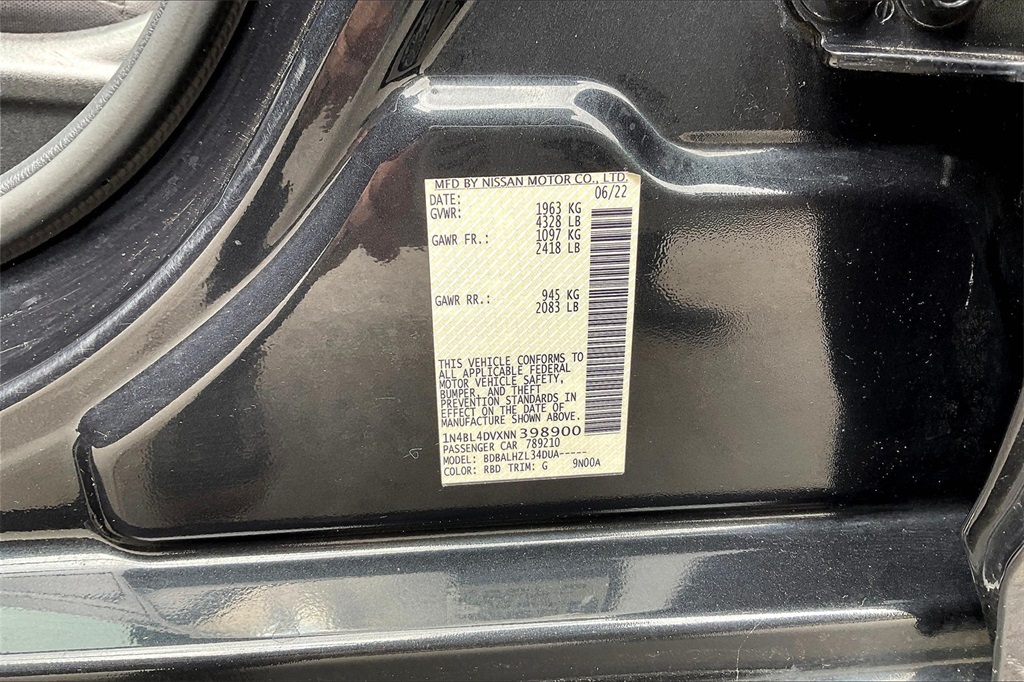 MFD BY NISSAN MOTOR CO., LTD.
DATE: 06/22
GVWR: 1963 KG
4328 LB
GAWR FR.: 1097 KG
2418 LB
GAWR RR.: 945 KG
2083 LB
THIS VEHICLE CONFORMS TO
ALL APPLICABLE FEDERAL
MOTOR VEHICLE SAFETY,
BUMPER, AND THEFT
PREVENTION STANDARDS IN
EFFECT ON THE DATE OF
MANUFACTURE SHOWN ABOVE.
1N4BL4DVXNN398900
PASSENGER CAR 789210
MODEL: BDBALHZL34DUA-----
COLOR: RBD TRIM: G 9N00A